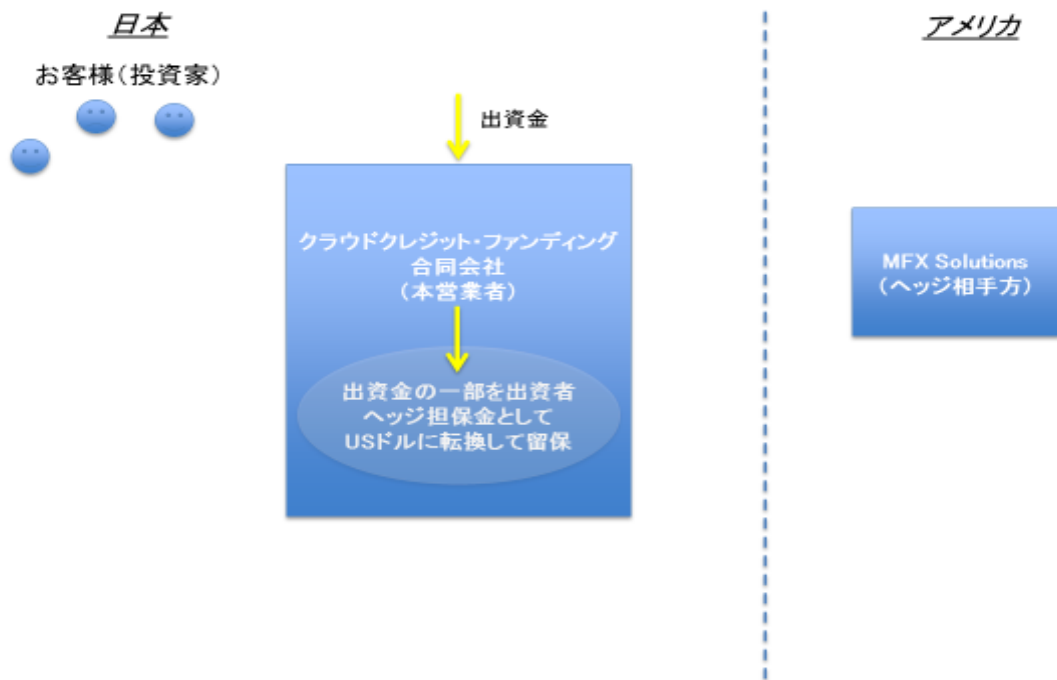 日本
アメリカ
お客様(投資家)
出資金
クラウドクレジット・ファンディング
合同会社
(本営業者)
出資金の一部を出資者
ヘッジ担保金として
USドルに転換して留保
MFX Solutions
(ヘッジ相手方)